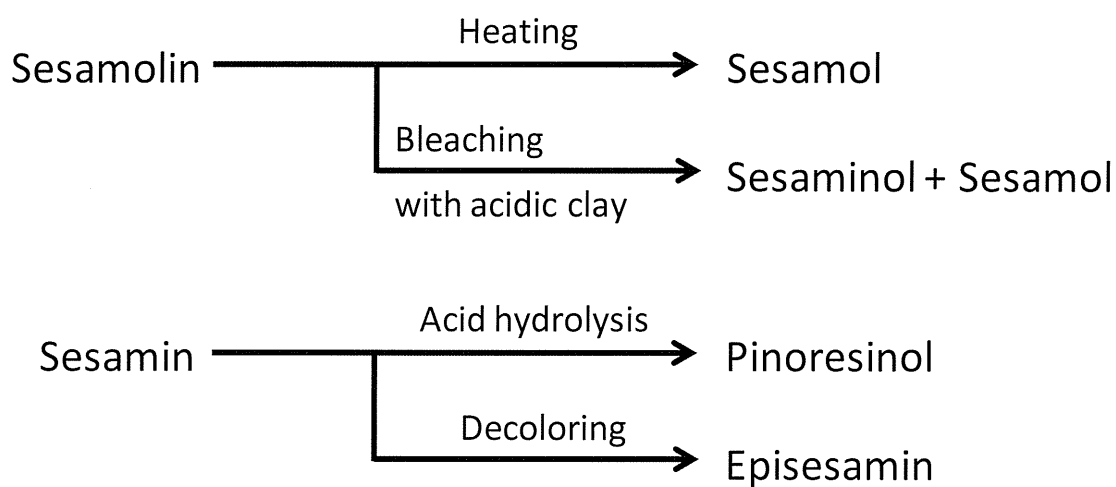 Heating
Sesamolin
Sesamol
Bleaching
Sesaminol + Sesamol
with acidic clay
Acid hydrolysis
Sesamin
Pinoresinol
Decoloring
Episesamin